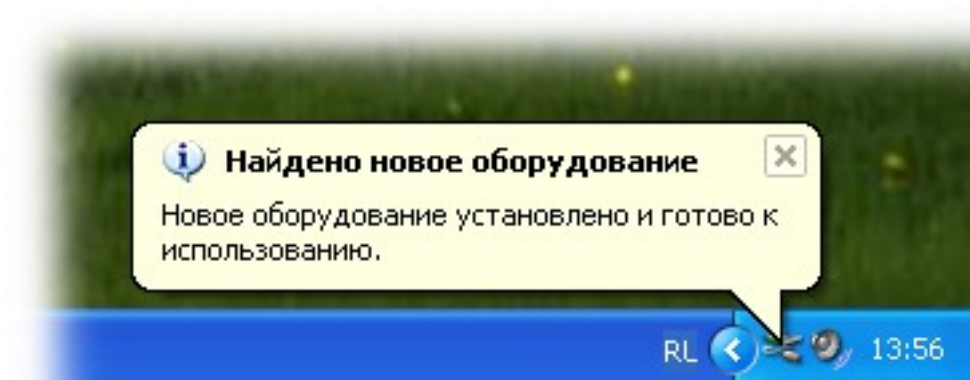 Найдено новое оборудование
Новое оборудование установлено и готово к
использованию.
RL 13:56